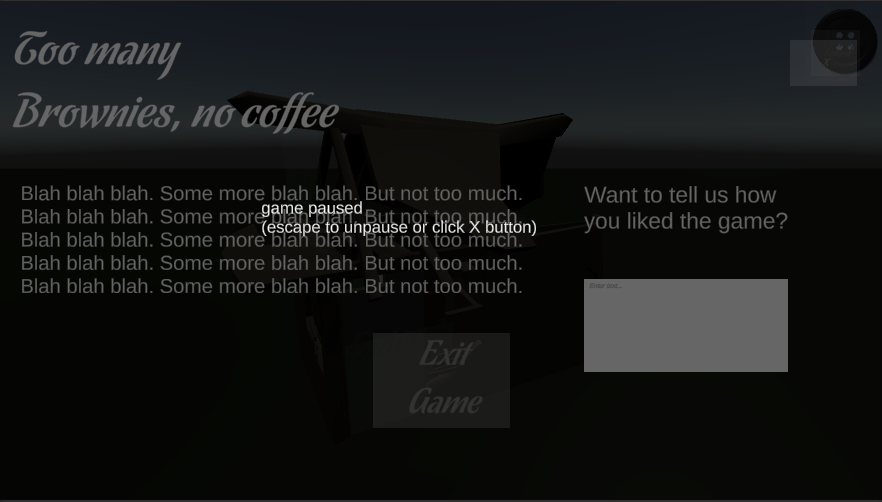 Too many
Brownies, no coffee
Blah blah blah. Some more blah blah. But not too much.
Blah blah blah. Some more blah blah. But not too much.
Blah blah blah. Some more blah blah. But not too much.
Blah blah blah. Some more blah blah. But not too much.
Blah blah blah. Some more blah blah. But not too much.
game paused
(escape to unpause or click X button)
Want to tell us how
you liked the game?
Enter text...
Exit
Game